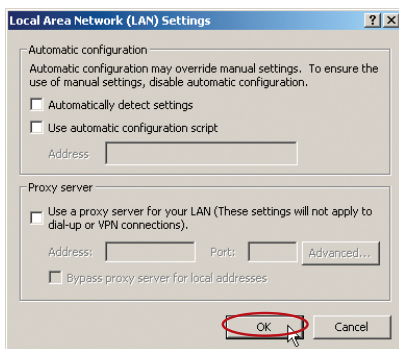 Local Area Network (LAN) Settings
Automatic configuration
Automatic configuration may override manual settings. To ensure the
use of manual settings, disable automatic configuration.
Automatically detect settings
Use automatic configuration script
Address
Proxy server
Use a proxy server for your LAN (These settings will not apply to
dial-up or VPN connections).
Address: Port: Advanced...
Bypass proxy server for local addresses
OK Cancel